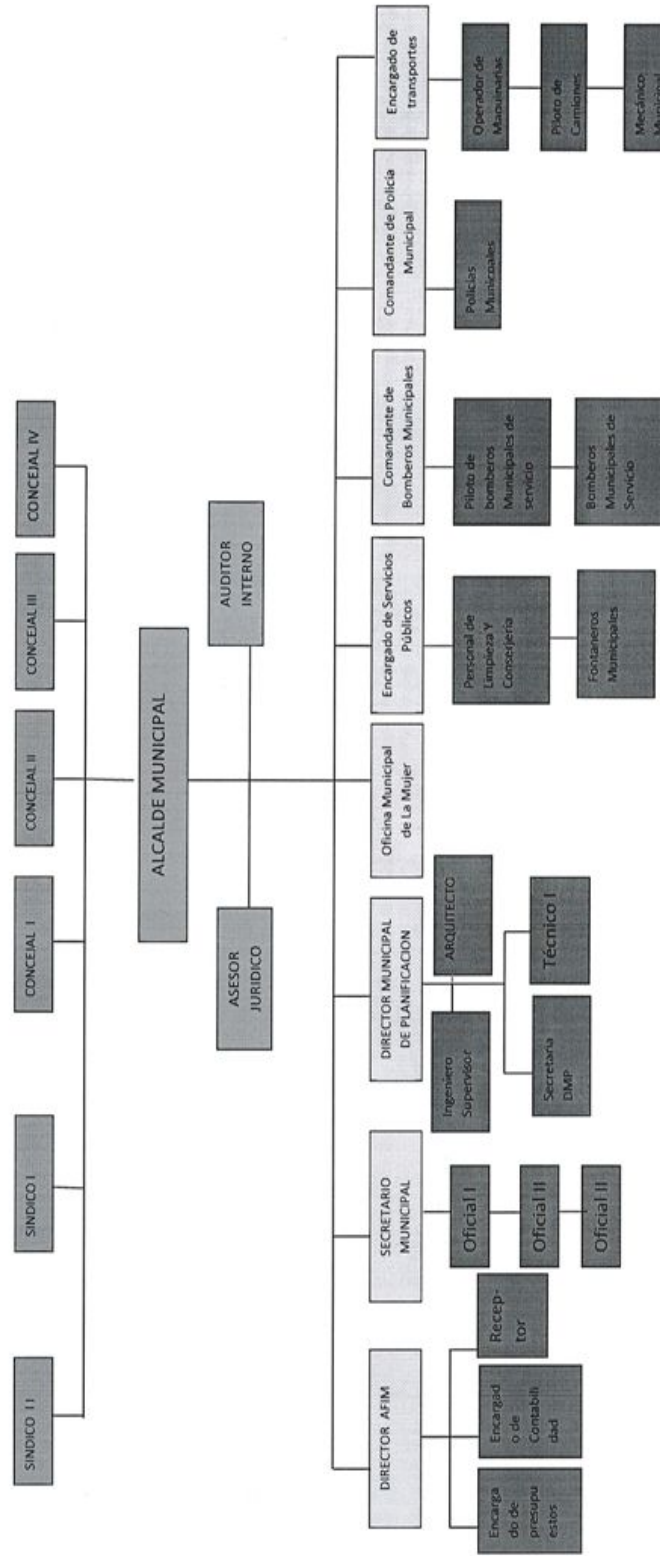 SINDICO I I
SINDICO I
CONCEJAL I
CONCEJAL II
CONCEJAL III
CONCEJAL IV
ALCALDE MUNICIPAL
ASESOR
JURIDICO
AUDITOR
INTERNO
DIRECTOR AFIM
SECRETARIO
MUNICIPAL
DIRECTOR MUNICIPAL
DE PLANIFICACION
Oficina Municipal
de La Mujer
Encargado de Servicios
Públicos
Comandante de
Bomberos Municipales
Comandante de Policía
Municipal
Encargado de
transportes
Encarga
do de
presupu
estos
Encargad
o de
Contabili
dad
Recep-
tor
Oficial I
Oficial II
Oficial II
Ingeniero
Supervisor
ARQUITECTO
Secretaria
DMP
Técnico I
Personal de
Limpieza Y
Conserjeria
Fontaneros
Municipales
Piloto de
bomberos
Municipales de
servicio
Bomberos
Municipales de
Servicio
Policías
Municpales
Operador de
Maquinarias
Piloto de
Camiones
Mecánico